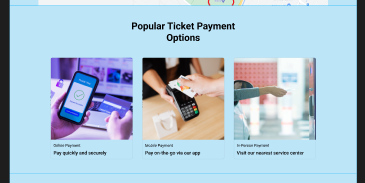 Popular Ticket Payment
Options
Online Payment
Pay quickly and securely
Mobile Payment
Pay on-the-go via our app
In-Person Payment
Visit our nearest service center